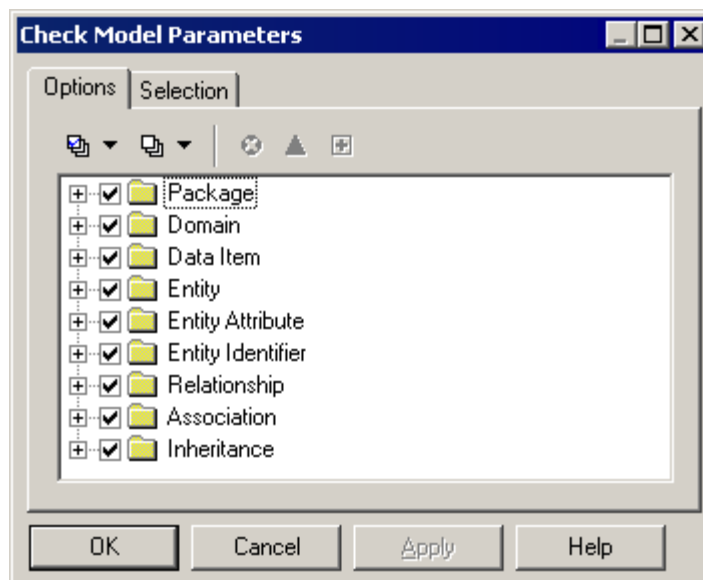 Check Model Parameters
Options Selection
Package
Domain
Data Item
Entity
Entity Attribute
Entity Identifier
Relationship
Association
Inheritance
OK Cancel Apply Help